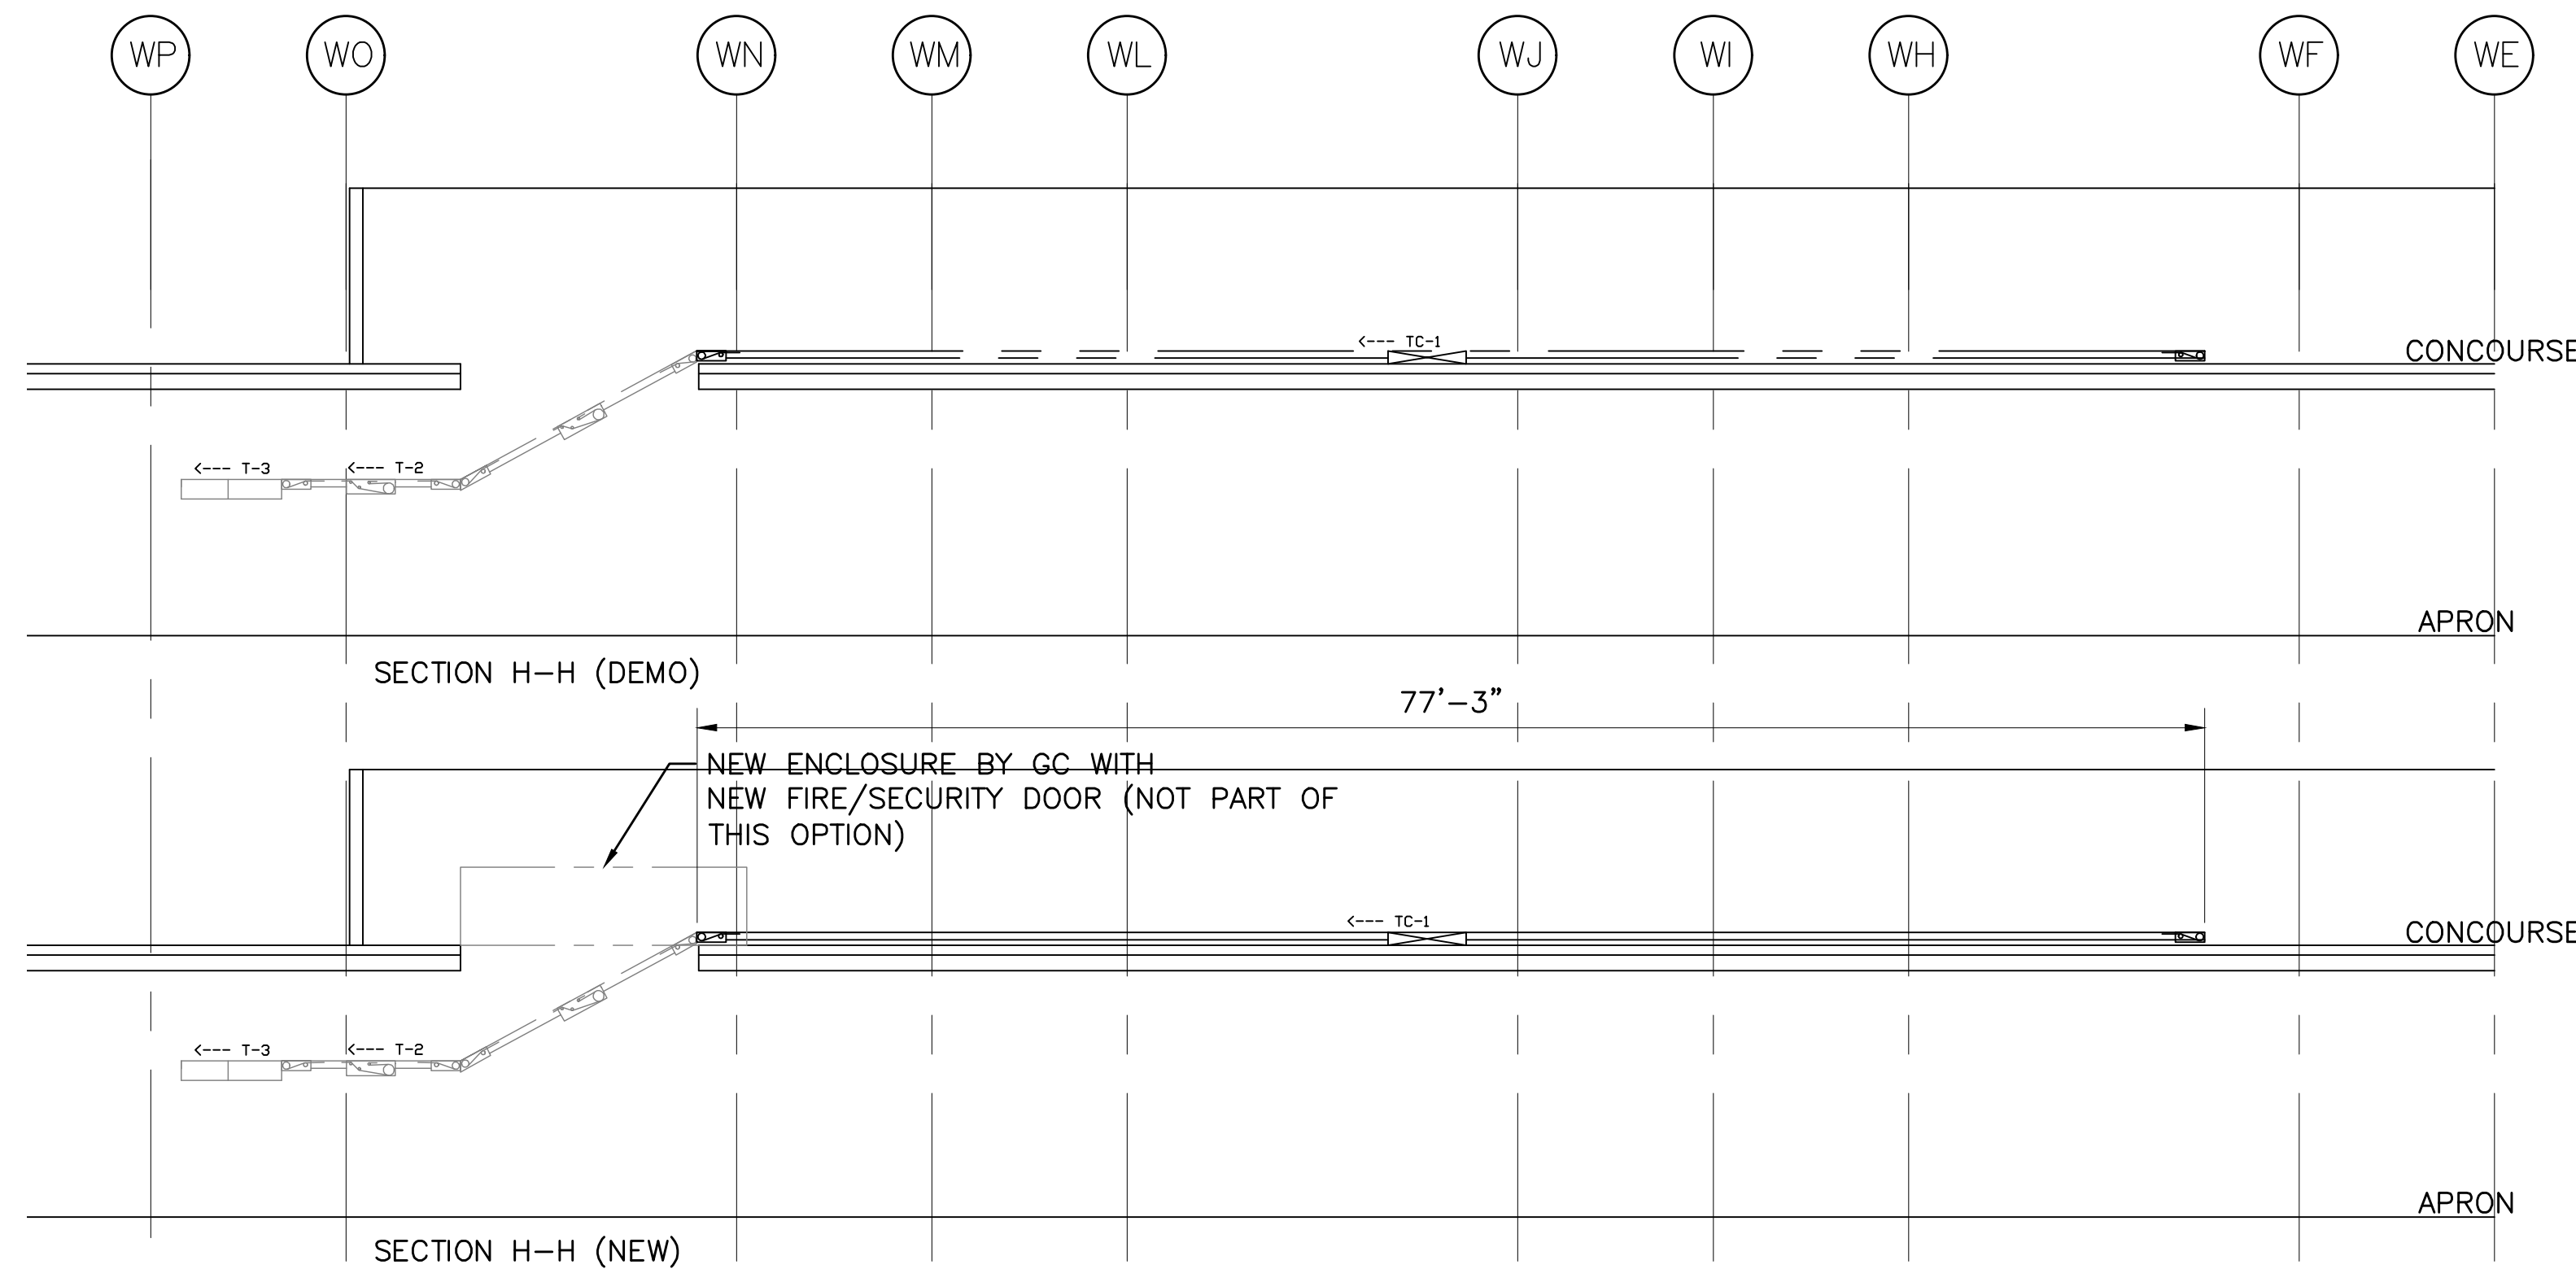 WP WO WN WM WL WJ WI WH WF WE
<--- TC-1
CONCOURSE
<--- T-3 <--- T-2
APRON
SECTION H-H (DEMO)
77'-3"
NEW ENCLOSURE BY GC WITH
NEW FIRE/SECURITY DOOR (NOT PART OF
THIS OPTION)
<--- TC-1
CONCOURSE
<--- T-3 <--- T-2
APRON
SECTION H-H (NEW)